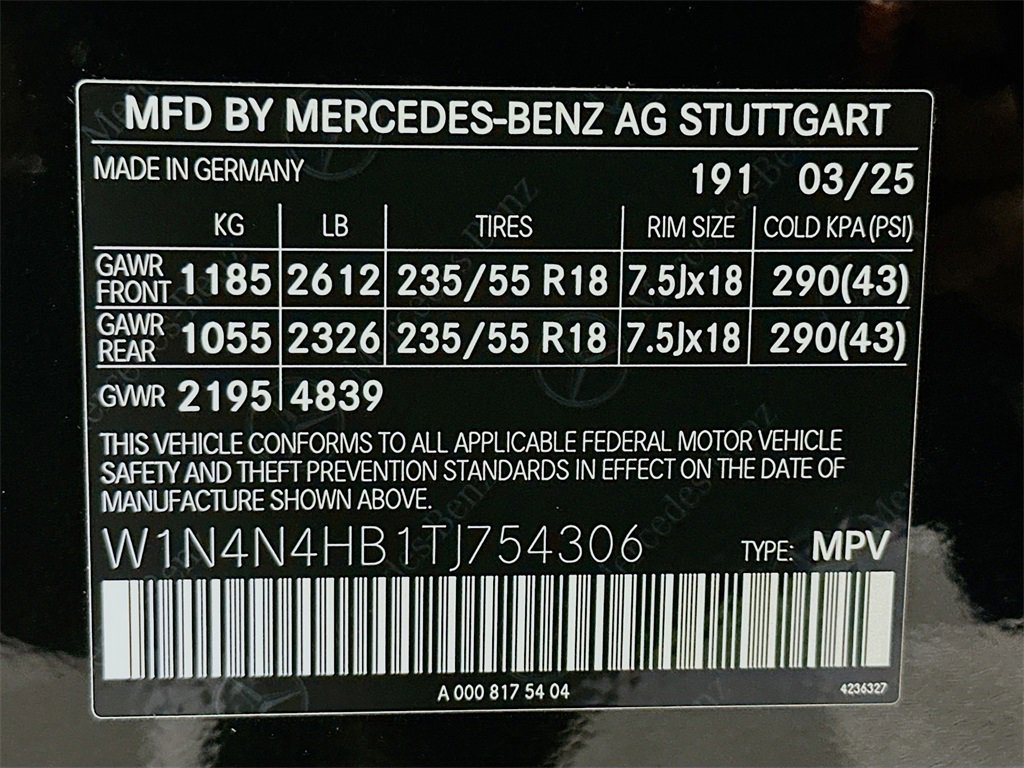 MFD BY MERCEDES-BENZ AG STUTTGART
MADE IN GERMANY 191 03/25
KG LB TIRES RIM SIZE COLD KPA (PSI)
GAWR FRONT 1185 2612 235/55 R18 7.5Jx18 290(43)
GAWR REAR 1055 2326 235/55 R18 7.5Jx18 290(43)
GVWR 2195 4839
THIS VEHICLE CONFORMS TO ALL APPLICABLE FEDERAL MOTOR VEHICLE
SAFETY AND THEFT PREVENTION STANDARDS IN EFFECT ON THE DATE OF
MANUFACTURE SHOWN ABOVE.
W1N4N4HB1TJ754306 TYPE: MPV
A 000 817 54 04 4236327